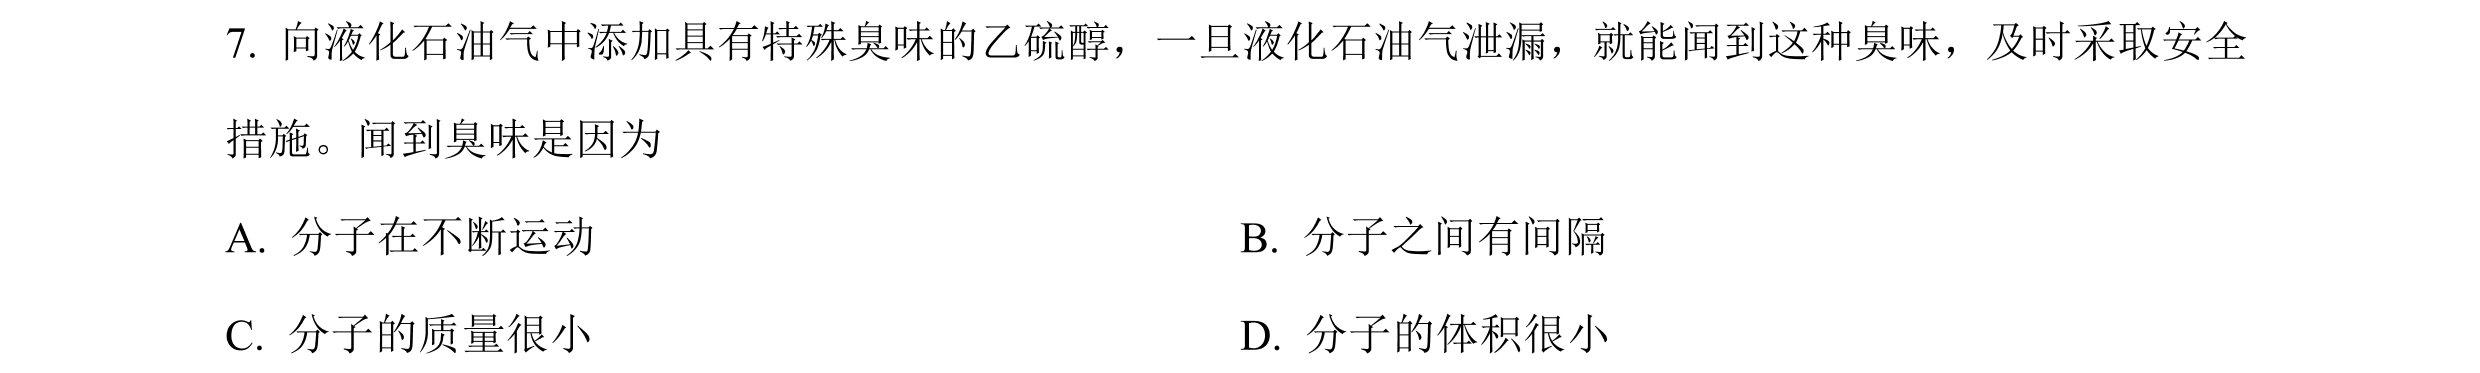 7. 向液化石油气中添加具有特殊臭味的乙硫醇，一旦液化石油气泄漏，就能闻到这种臭味，及时采取安全
措施。闻到臭味是因为
A. 分子在不断运动 B. 分子之间有间隔
C. 分子的质量很小 D. 分子的体积很小